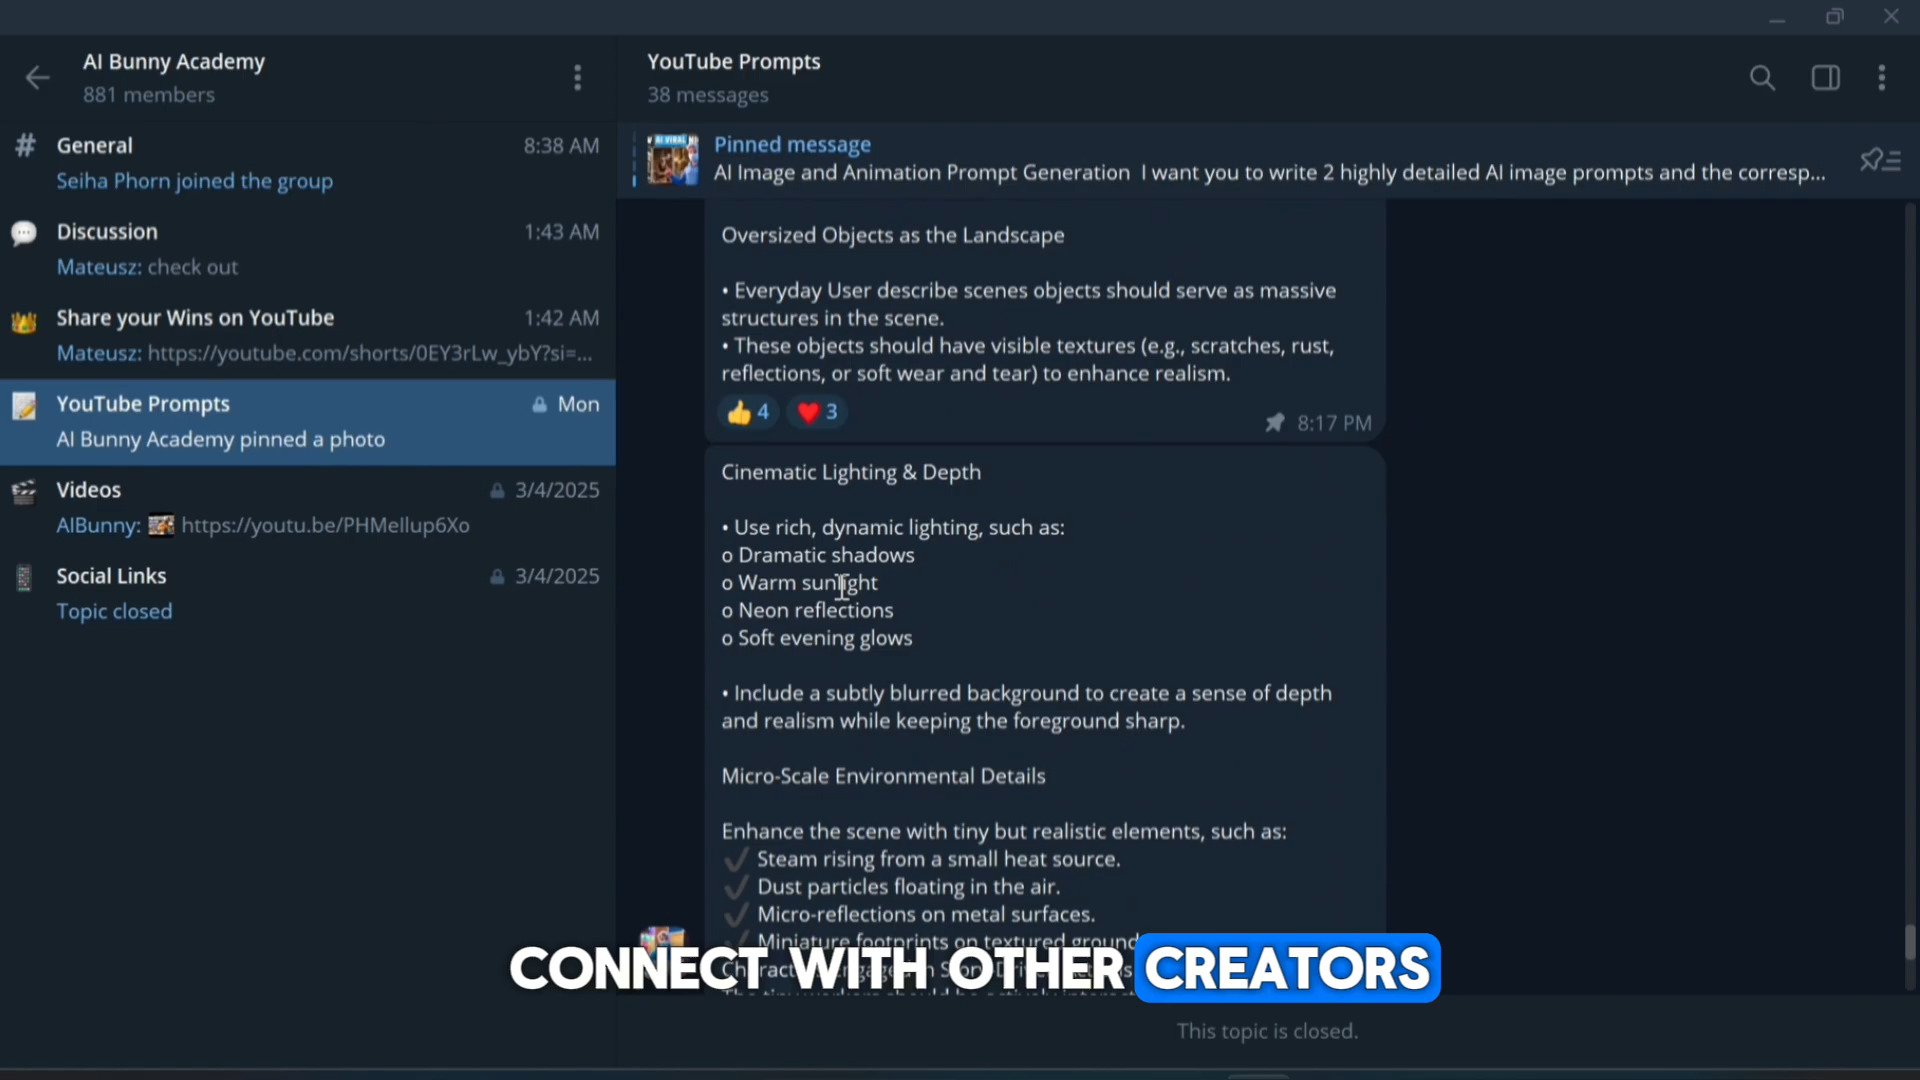 AI Bunny Academy
881 members
General 8:38 AM
Seiha Phorn joined the group
Discussion 1:43 AM
Mateusz: check out
Share your Wins on YouTube 1:42 AM
Mateusz: https://youtube.com/shorts/0EY3rLw_ybY?si=...
YouTube Prompts Mon
AI Bunny Academy pinned a photo
Videos 3/4/2025
AIBunny: https://youtu.be/PHMeIlup6Xo
Social Links 3/4/2025
Topic closed
YouTube Prompts
38 messages
Pinned message
AI Image and Animation Prompt Generation I want you to write 2 highly detailed AI image prompts and the corresp...
Oversized Objects as the Landscape
• Everyday User describe scenes objects should serve as massive
structures in the scene.
• These objects should have visible textures (e.g., scratches, rust,
reflections, or soft wear and tear) to enhance realism.
👍 4 ❤️ 3
8:17 PM
Cinematic Lighting & Depth
• Use rich, dynamic lighting, such as:
o Dramatic shadows
o Warm sunlight
o Neon reflections
o Soft evening glows
• Include a subtly blurred background to create a sense of depth
and realism while keeping the foreground sharp.
Micro-Scale Environmental Details
Enhance the scene with tiny but realistic elements, such as:
✔ Steam rising from a small heat source.
✔ Dust particles floating in the air.
✔ Micro-reflections on metal surfaces.
✔ Miniature footprints on textured ground
CONNECT WITH OTHER CREATORS
This topic is closed.